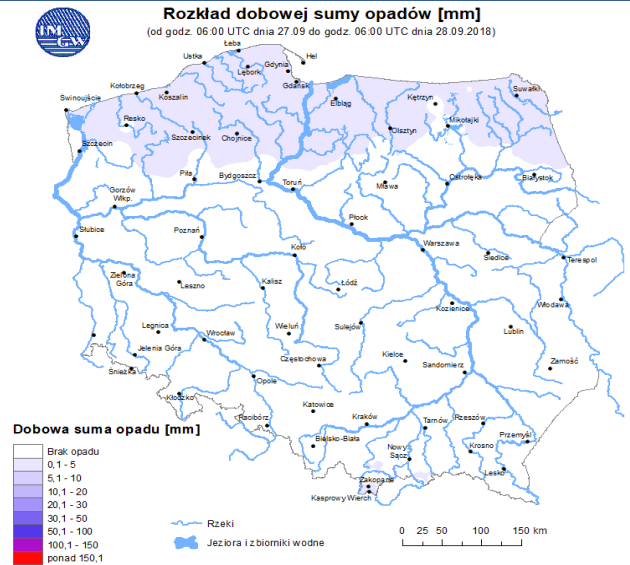 IMGW
Rozkład dobowej sumy opadów [mm]
(od godz. 06:00 UTC dnia 27.09 do godz. 06:00 UTC dnia 28.09.2018)
Łeba
Ustka
Hel
Gdynia
Lębork
Gdańsk
Kołobrzeg
Koszalin
Suwałki
Świnoujście
Elbląg
Kętrzyn
Resko
Mikołajki
Szczecinek
Chojnice
Olsztyn
Szczecin
Piła
Bydgoszcz
Toruń
Ostrołęka
Białystok
Mława
Gorzów
Wlkp.
Płock
Słubice
Poznań
Warszawa
Koło
Siedlce
Terespol
Zielona
Góra
Leszno
Kalisz
Łódź
Kozienice
Włodawa
Legnica
Wrocław
Wieluń
Sulejów
Lublin
Jelenia Góra
Kielce
Częstochowa
Sandomierz
Zamość
Śnieżka
Opole
Kłodzko
Katowice
Racibórz
Kraków
Tarnów
Rzeszów
Przemyśl
Bielsko-Biała
Nowy
Sącz
Krosno
Lesko
Zakopane
Kasprowy Wierch
Dobowa suma opadu [mm]
Brak opadu
0,1 - 5
5,1 - 10
10,1 - 20
20,1 - 30
30,1 - 50
50,1 - 100
100,1 - 150
ponad 150,1
Rzeki
Jeziora i zbiorniki wodne
0 25 50 100 150 km